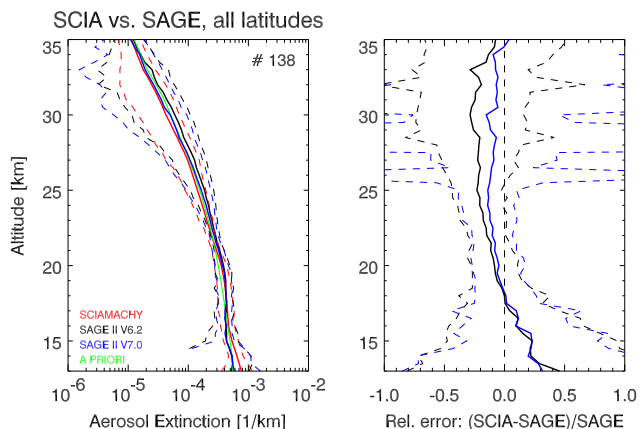 SCIA vs. SAGE, all latitudes
# 138
35
30
25
20
15
Altitude [km]
SCIAMACHY
SAGE II V6.2
SAGE II V7.0
A PRIORI
10-6
10-5
10-4
10-3
10-2
Aerosol Extinction [1/km]
35
30
25
20
15
-1.0
-0.5
0.0
0.5
1.0
Rel. error: (SCIA-SAGE)/SAGE